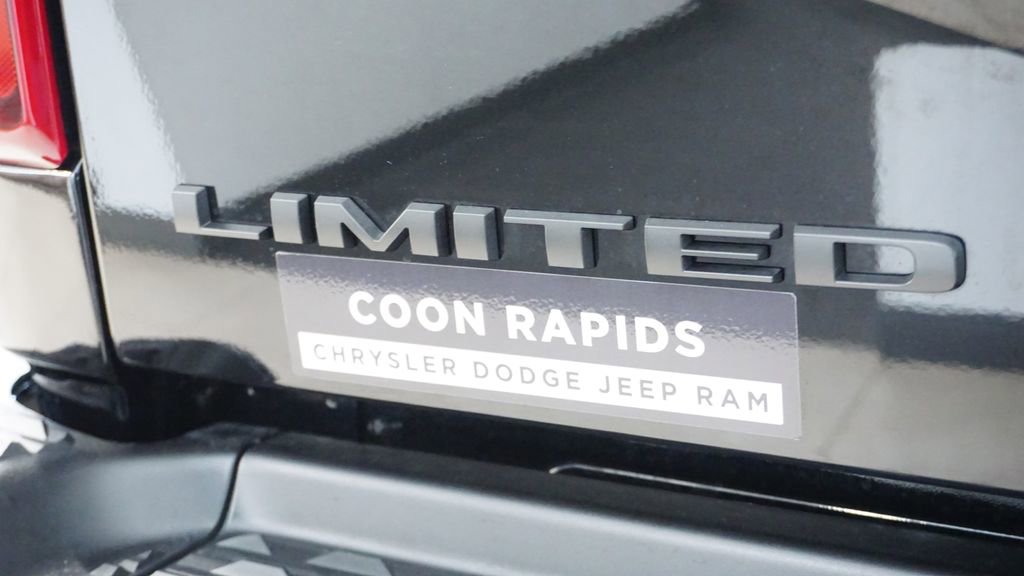 LIMITED
COON RAPIDS
CHRYSLER DODGE JEEP RAM